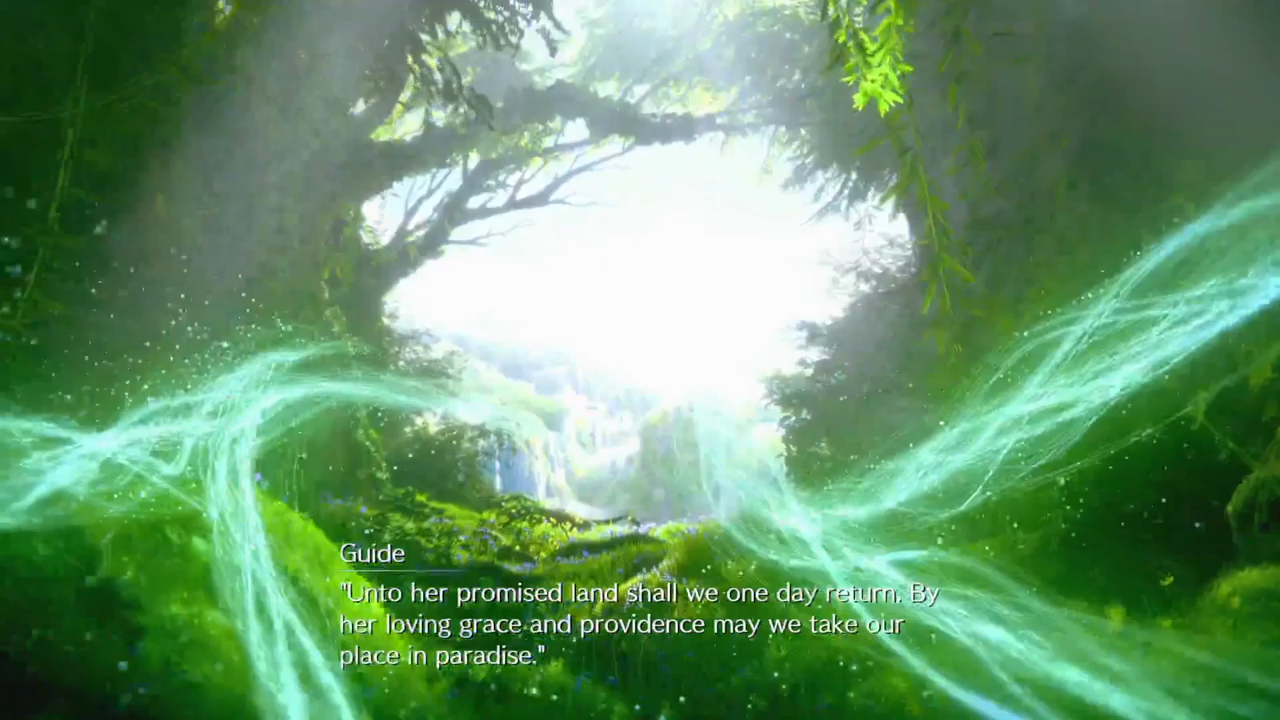 Guide
"Unto her promised land shall we one day return. By
her loving grace and providence may we take our
place in paradise."